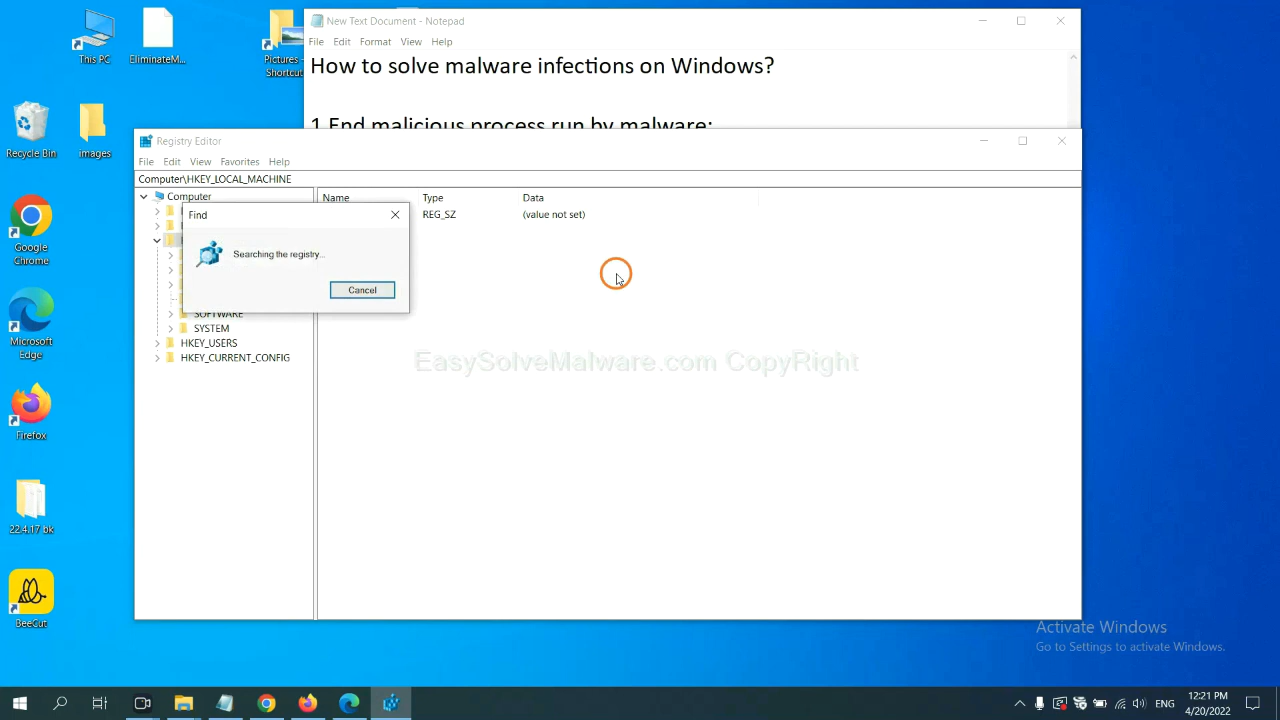 This PC
EliminateM...
Pictures -
Shortcut
Recycle Bin
images
Google
Chrome
Microsoft
Edge
Firefox
22.4.17 bk
BeeCut
New Text Document - Notepad
File Edit Format View Help
How to solve malware infections on Windows?
1 End malicious process run by malware:
Registry Editor
File Edit View Favorites Help
Computer\HKEY_LOCAL_MACHINE
Computer
Name Type Data
REG_SZ (value not set)
Find
Searching the registry...
Cancel
SOFTWARE
SYSTEM
HKEY_USERS
HKEY_CURRENT_CONFIG
EasySolveMalware.com CopyRight
Activate Windows
Go to Settings to activate Windows.
ENG
12:21 PM
4/20/2022